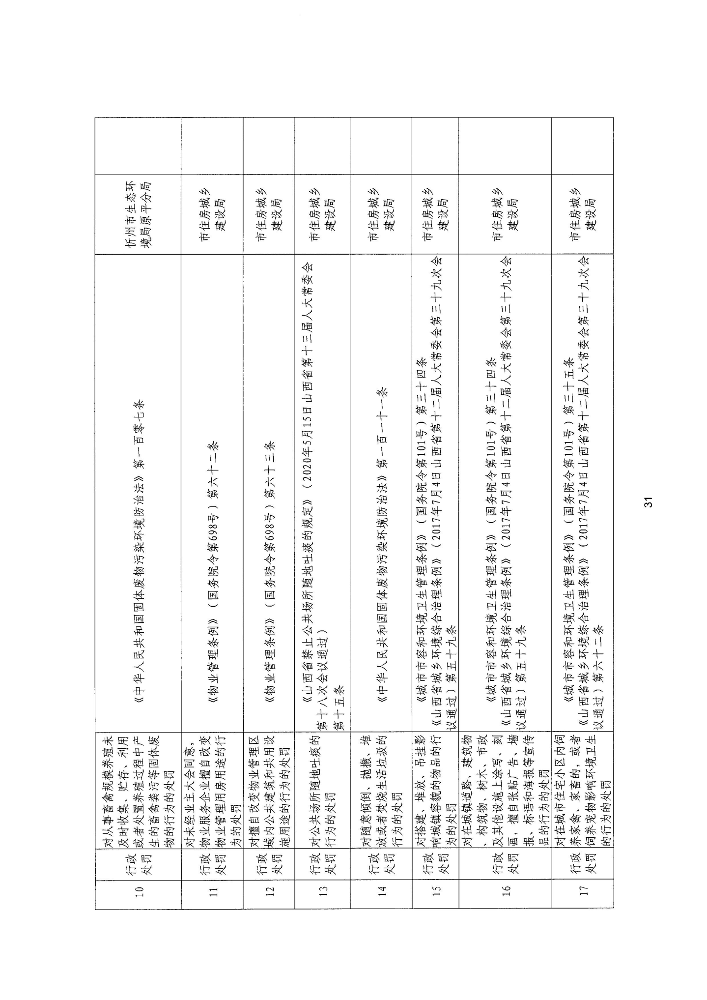 10
行政
处罚
对从事畜禽规模养殖未
及时收集、贮存、利用
或者处置养殖过程中产
生的畜禽粪污等固体废
物的行为的处罚
《中华人民共和国固体废物污染环境防治法》第一百零七条
忻州市生态环
境局原平分局
11
行政
处罚
对未经业主大会同意，
物业服务企业擅自改变
物业管理用房用途的行
为的处罚
《物业管理条例》（国务院令第698号）第六十二条
市住房城乡
建设局
12
行政
处罚
对擅自改变物业管理区
域内公共建筑和共用设
施用途的行为的处罚
《物业管理条例》（国务院令第698号）第六十三条
市住房城乡
建设局
13
行政
处罚
对公共场所随地吐痰的
行为的处罚
《山西省禁止公共场所随地吐痰的规定》（2020年5月15日山西省第十三届人大常委会
第十八次会议通过）
第十五条
市住房城乡
建设局
14
行政
处罚
对随意倾倒、抛撒、堆
放或者焚烧生活垃圾的
行为的处罚
《中华人民共和国固体废物污染环境防治法》第一百一十一条
市住房城乡
建设局
15
行政
处罚
对搭建、堆放、吊挂影
响城镇容貌的物品的行
为的处罚
《城市市容和环境卫生管理条例》（国务院令第101号）第三十四条
《山西省城乡环境综合治理条例》（2017年7月4日山西省第十二届人大常委会第三十九次会
议通过）第五十九条
市住房城乡
建设局
16
行政
处罚
对在城镇道路、建筑物
、构筑物、树木、市政
及其他设施上涂写、刻
画，擅自张贴广告、墙
报、标语和海报等宣传
品的行为的处罚
《城市市容和环境卫生管理条例》（国务院令第101号）第三十四条
《山西省城乡环境综合治理条例》（2017年7月4日山西省第十二届人大常委会第三十九次会
议通过）第五十九条
市住房城乡
建设局
17
行政
处罚
对在城市住宅小区内饲
养家禽、家畜的，或者
饲养宠物影响环境卫生
的行为的处罚
《城市市容和环境卫生管理条例》（国务院令第101号）第三十五条
《山西省城乡环境综合治理条例》（2017年7月4日山西省第十二届人大常委会第三十九次会
议通过）第六十二条
市住房城乡
建设局
31